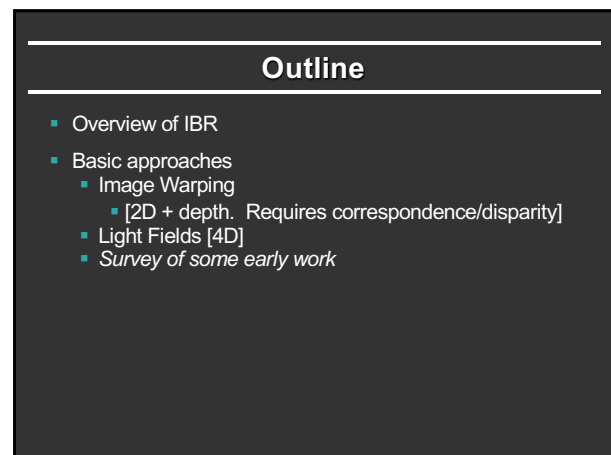 Outline
Overview of IBR
Basic approaches
Image Warping
[2D + depth. Requires correspondence/disparity]
Light Fields [4D]
Survey of some early work